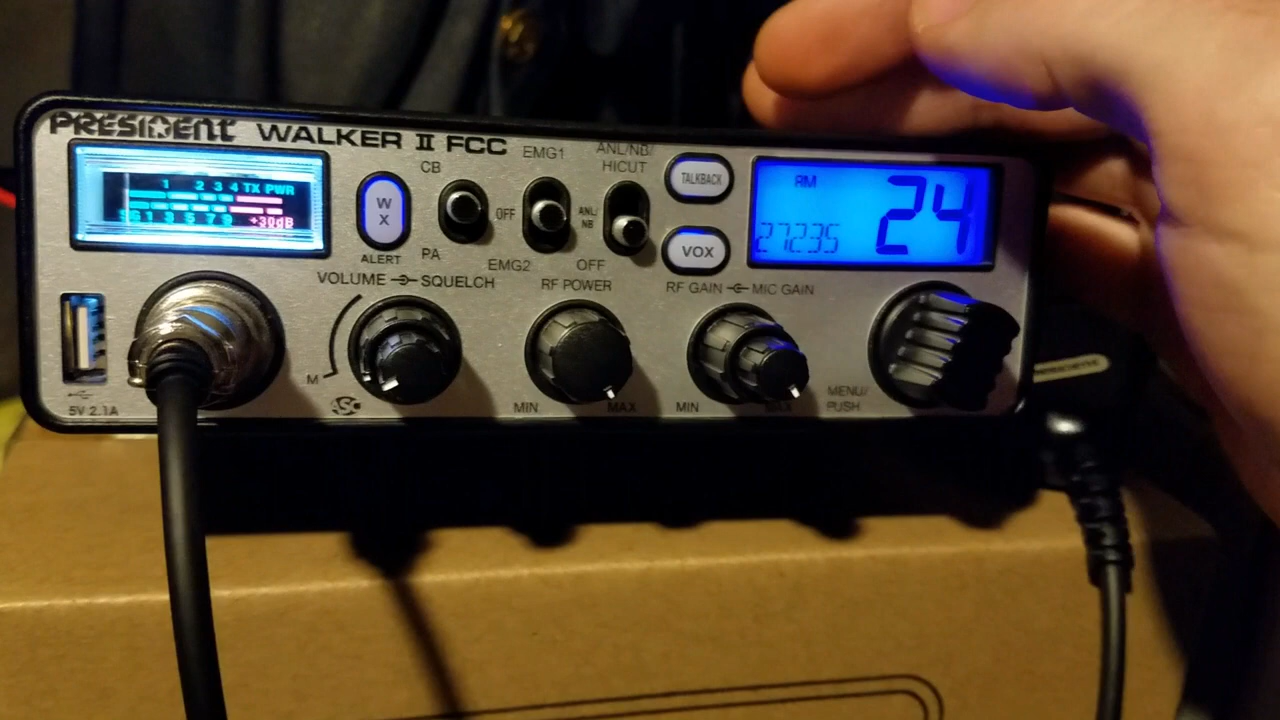 PRESIDENT WALKER II FCC
1 2 3 4 TX PWR
S 1 3 5 7 9 +30dB
WX
ALERT
CB
PA
EMG1
OFF
EMG2
ANL/NB/
HICUT
ANL/
NB
OFF
TALKBACK
VOX
AM
24
27235
VOLUME SQUELCH
M
ASC
RF POWER
MIN MAX
RF GAIN MIC GAIN
MIN MAX
MENU/
PUSH
5V 2.1A